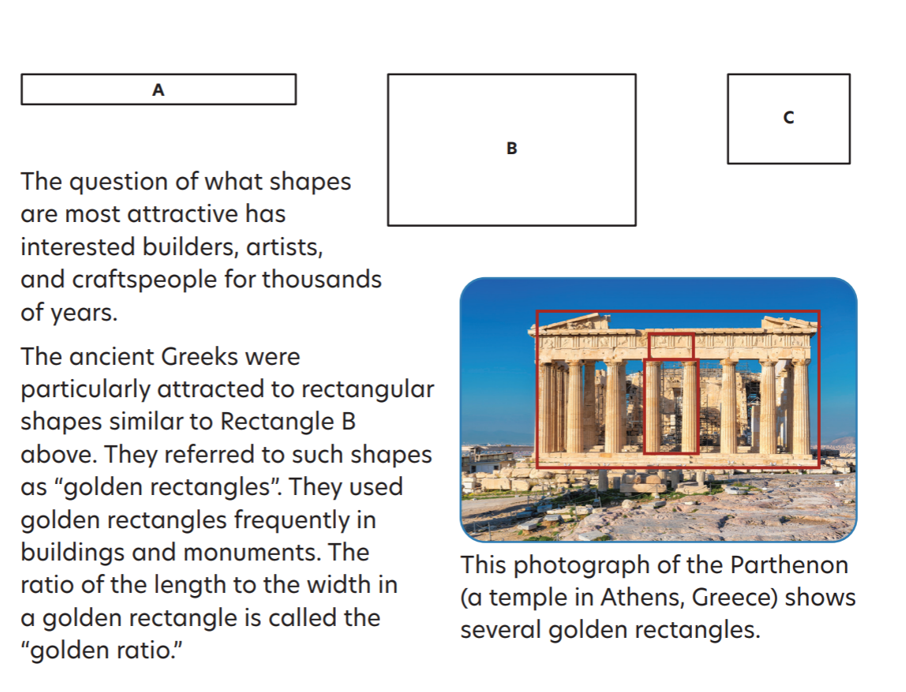 A
B
C
The question of what shapes
are most attractive has
interested builders, artists,
and craftspeople for thousands
of years.
The ancient Greeks were
particularly attracted to rectangular
shapes similar to Rectangle B
above. They referred to such shapes
as “golden rectangles”. They used
golden rectangles frequently in
buildings and monuments. The
ratio of the length to the width in
a golden rectangle is called the
“golden ratio.”
This photograph of the Parthenon
(a temple in Athens, Greece) shows
several golden rectangles.